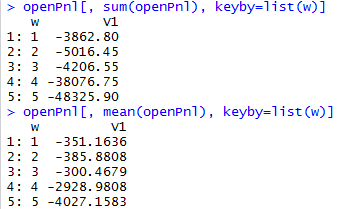 > openPnl[, sum(openPnl), keyby=list(w)]
w V1
1: 1 -3862.80
2: 2 -5016.45
3: 3 -4206.55
4: 4 -38076.75
5: 5 -48325.90
> openPnl[, mean(openPnl), keyby=list(w)]
w V1
1: 1 -351.1636
2: 2 -385.8808
3: 3 -300.4679
4: 4 -2928.9808
5: 5 -4027.1583